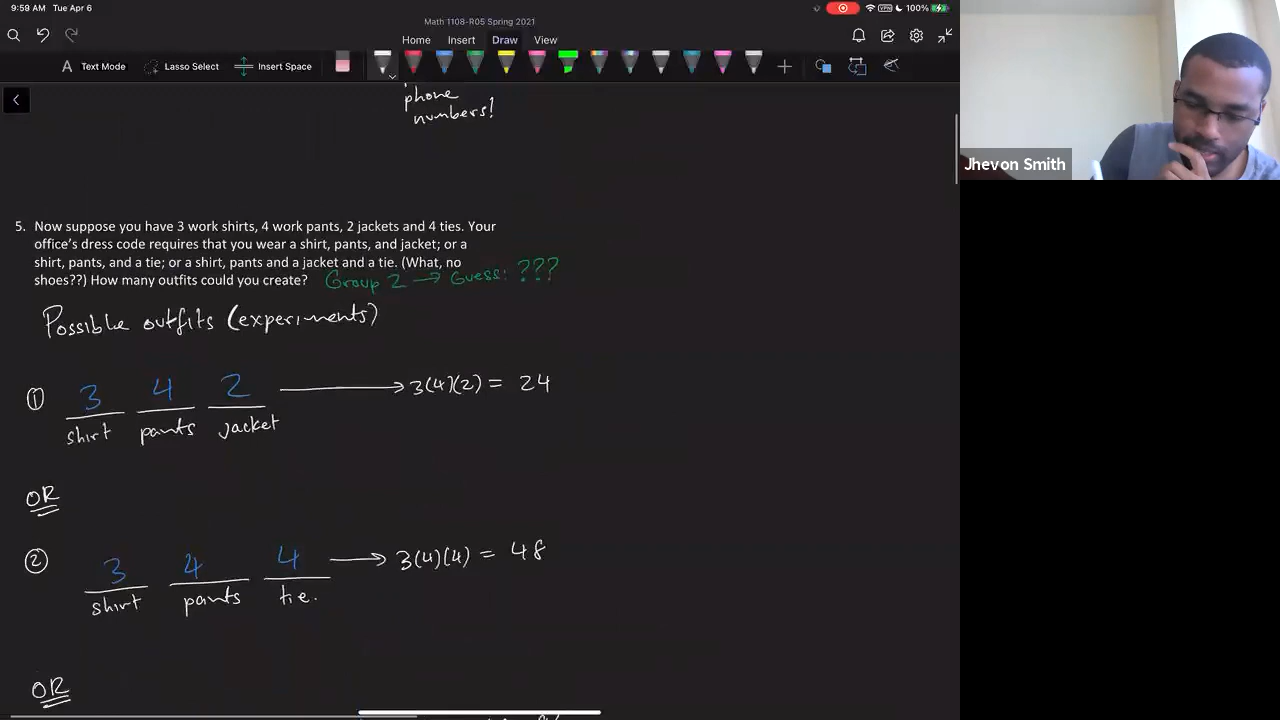 9:59 AM Tue Apr 6
VPN 100%
Math 1108-R05 Spring 2021
Home Insert Draw View
Text Mode Lasso Select Insert Space
phone
numbers!
Jhevon Smith
5. Now suppose you have 3 work shirts, 4 work pants, 2 jackets and 4 ties. Your
office's dress code requires that you wear a shirt, pants, and jacket; or a
shirt, pants, and a tie; or a shirt, pants and a jacket and a tie. (What, no
shoes??) How many outfits could you create? Group 2 → Guess: ???
Possible outfits (experiments)
① 3 4 2 → 3(4)(2) = 24
shirt pants jacket
OR
② 3 4 4 → 3(4)(4) = 48
shirt pants tie.
OR